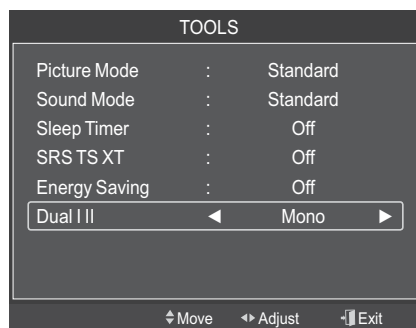 TOOLS
Picture Mode : Standard
Sound Mode : Standard
Sleep Timer : Off
SRS TS XT : Off
Energy Saving : Off
Dual I II ◄ Mono ►
Move Adjust Exit